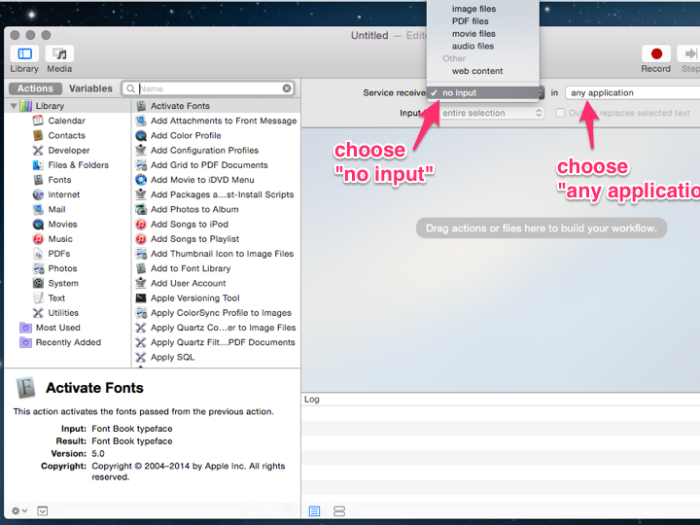 image files
PDF files
movie files
audio files
Other
web content
Untitled —
Library Media
Record
Actions Variables Name
Service receives ✓ no input in any application
Input entire selection replaces selected text
choose
"no input"
choose
"any applicatio
Library
Calendar
Contacts
Developer
Files & Folders
Fonts
Internet
Mail
Movies
Music
PDFs
Photos
System
Text
Utilities
Most Used
Recently Added
Activate Fonts
Add Attachments to Front Message
Add Color Profile
Add Configuration Profiles
Add Grid to PDF Documents
Add Movie to iDVD Menu
Add Packages a...st-Install Scripts
Add Photos to Album
Add Songs to iPod
Add Songs to Playlist
Add Thumbnail Icon to Image Files
Add to Font Library
Add User Account
Apple Versioning Tool
Apply ColorSync Profile to Images
Apply Quartz Co...er to Image Files
Apply Quartz Filt...PDF Documents
Apply SQL
Drag actions or files here to build your workflow.
Activate Fonts
This action activates the fonts passed from the previous action.
Input: Font Book typeface
Result: Font Book typeface
Version: 5.0
Copyright: Copyright © 2004–2014 by Apple Inc. All rights
reserved.
Log